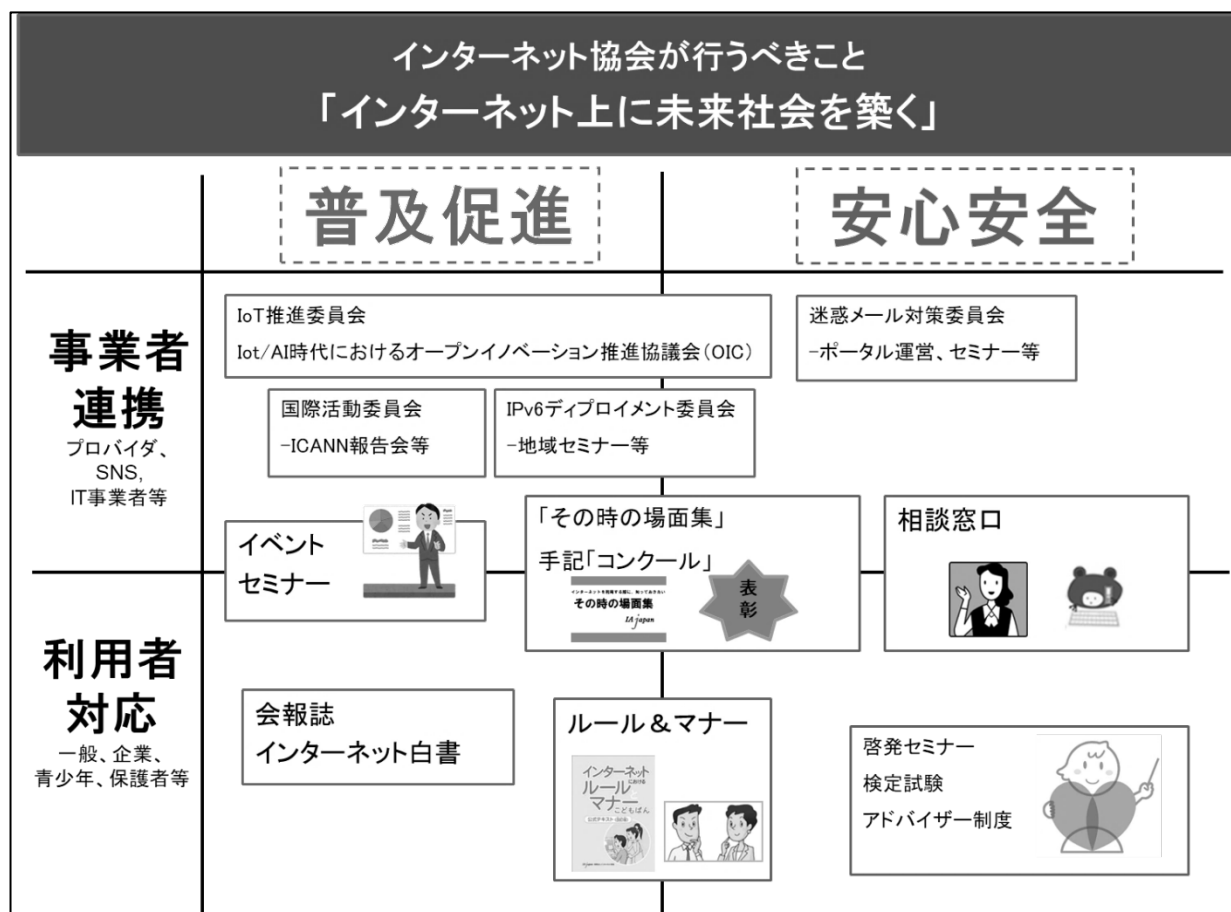 インターネット協会が行うべきこと
「インターネット上に未来社会を築く」
普及促進
安心安全
事業者
連携
プロバイダ、
SNS,
IT事業者等
IoT推進委員会
Iot/AI時代におけるオープンイノベーション推進協議会(OIC)
迷惑メール対策委員会
-ポータル運営、セミナー等
国際活動委員会
-ICANN報告会等
IPv6ディプロイメント委員会
-地域セミナー等
イベント
セミナー
「その時の場面集」
手記「コンクール」
その時の場面集
IAjapan
表
彰
相談窓口
利用者
対応
一般、企業、
青少年、保護者等
会報誌
インターネット白書
ルール&マナー
インターネットにおける
ルール
マナー
こどもばん
公式テキスト
啓発セミナー
検定試験
アドバイザー制度